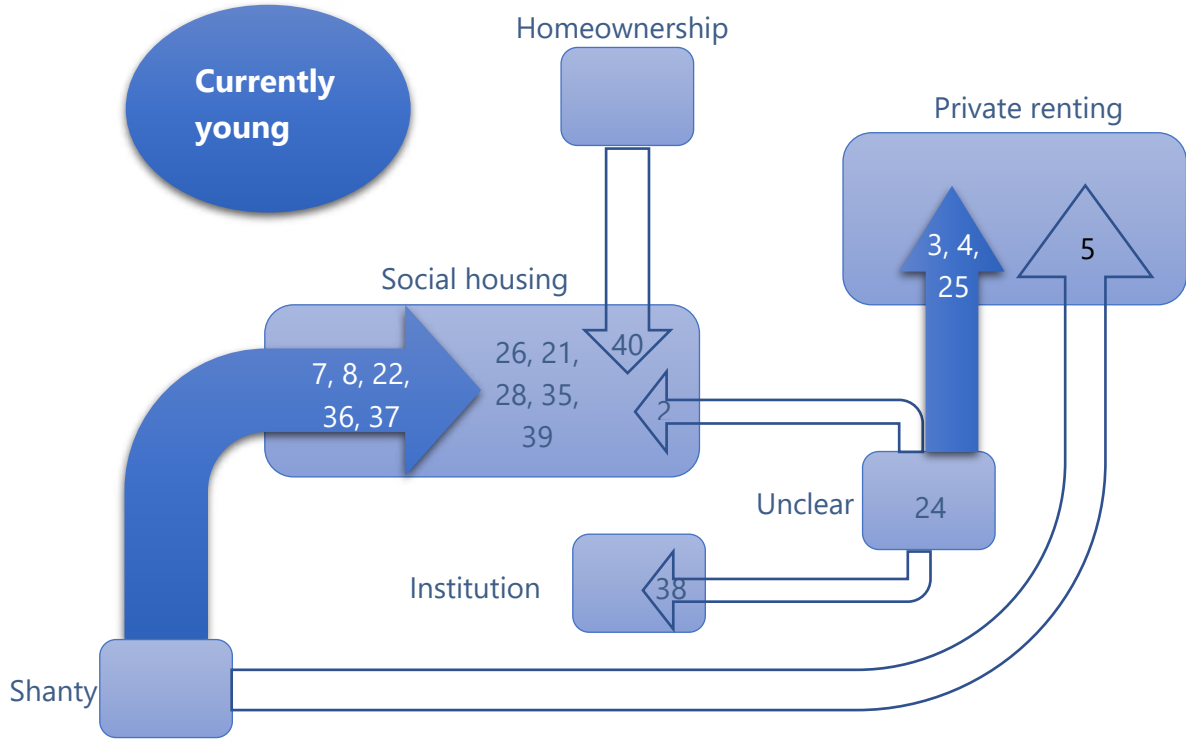 Homeownership
Currently
young
Private renting
Social housing
3, 4,
25
5
7, 8, 22,
36, 37
26, 21,
28, 35,
39
40
2
Unclear
24
Institution
38
Shanty